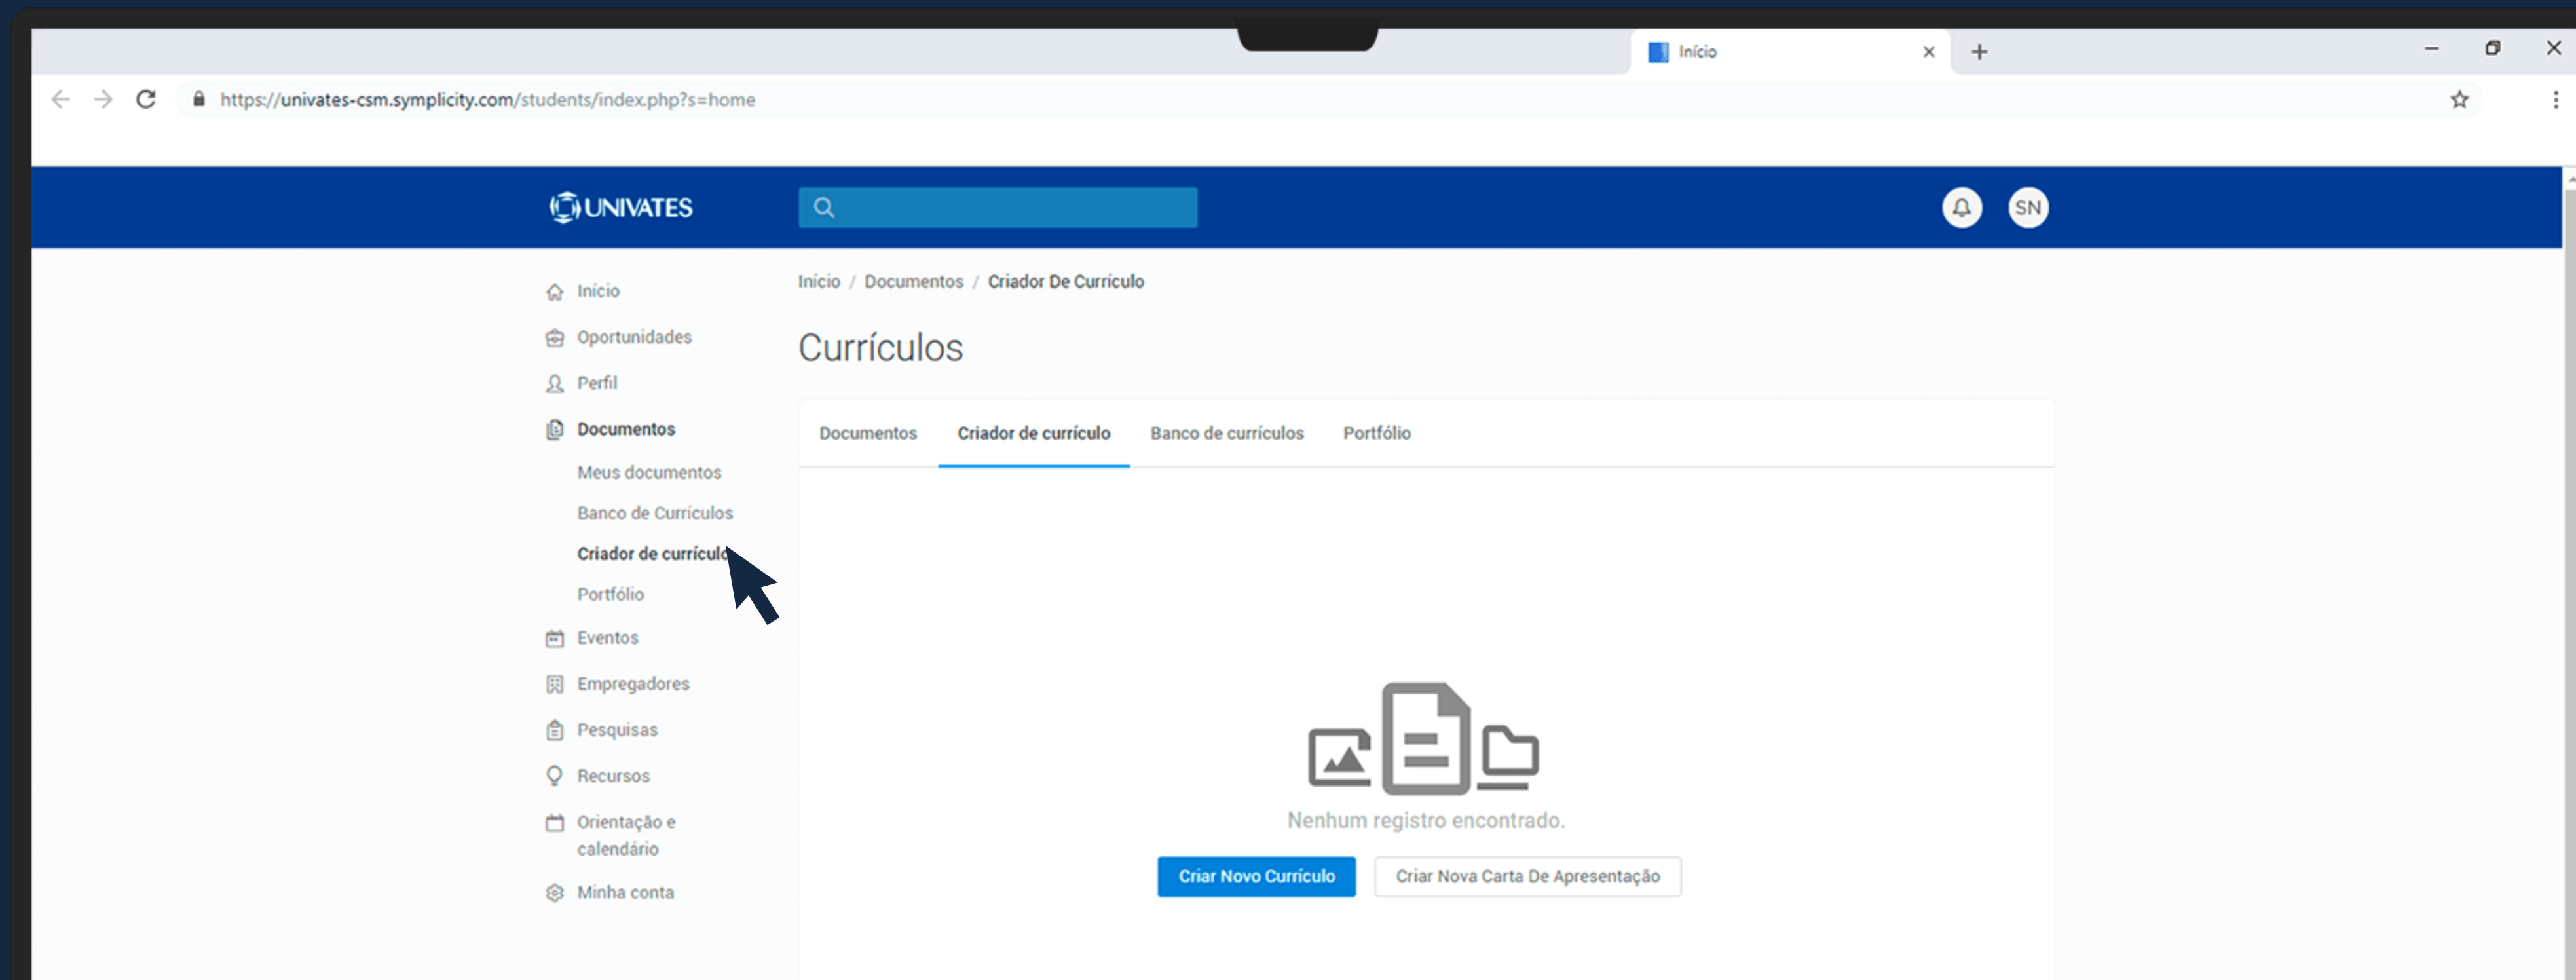 Início
https://univates-csm.symplicity.com/students/index.php?s=home
UNIVATES
SN
Início
Oportunidades
Perfil
Documentos
Meus documentos
Banco de Currículos
Criador de currículo
Portfólio
Eventos
Empregadores
Pesquisas
Recursos
Orientação e
calendário
Minha conta
Início / Documentos / Criador De Currículo
Currículos
Documentos Criador de currículo Banco de currículos Portfólio
Nenhum registro encontrado.
Criar Novo Currículo Criar Nova Carta De Apresentação